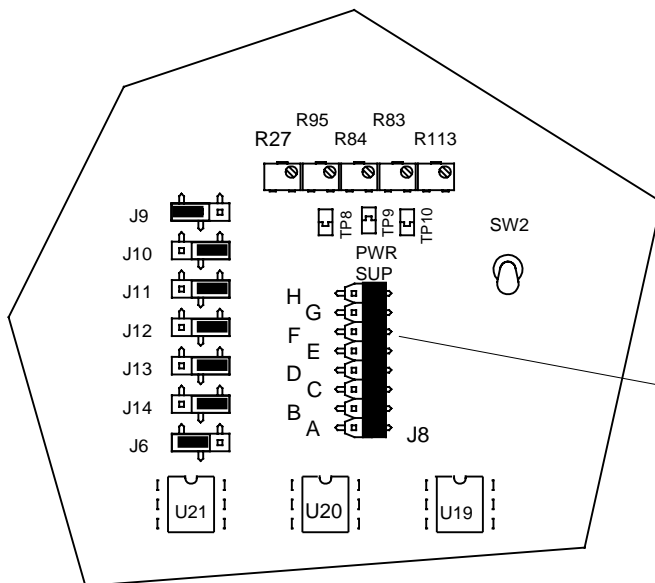 R95 R83
R27 R84 R113
TP8 TP9 TP10
J9
SW2
J10
PWR
SUP
J11
H
G
J12
F
E
J13
D
C
J14
B
A
J8
J6
U21 U20 U19